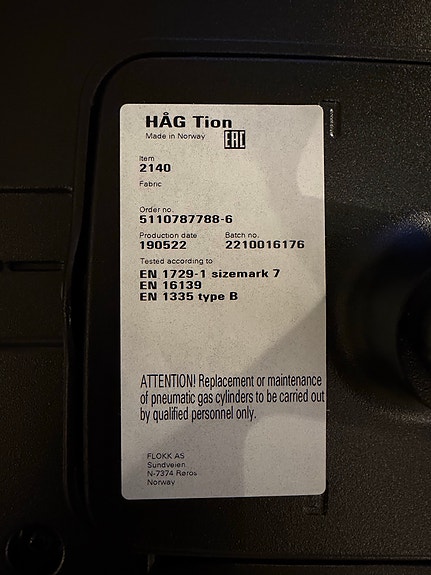 HÅG Tion
Made in Norway EAC
Item
2140
Fabric
Order no.
5110787788-6
Production date Batch no.
190522 2210016176
Tested according to
EN 1729-1 sizemark 7
EN 16139
EN 1335 type B
ATTENTION! Replacement or maintenance
of pneumatic gas cylinders to be carried out
by qualified personnel only.
FLOKK AS
Sundveien
N-7374 Røros
Norway